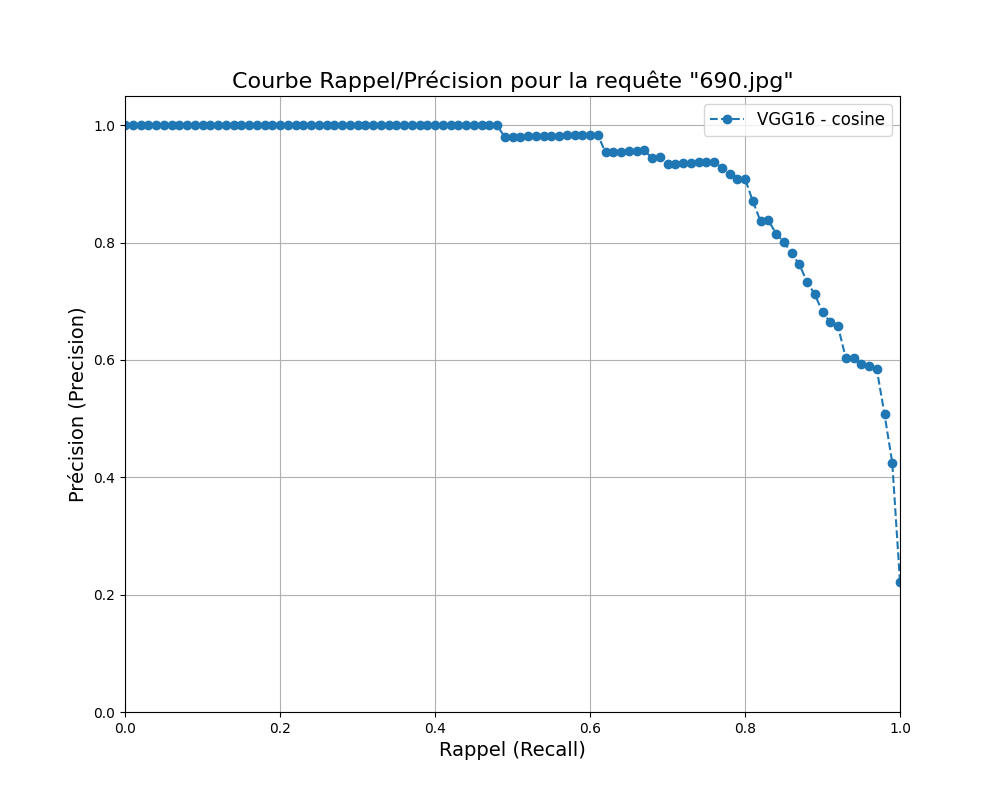 Courbe Rappel/Précision pour la requête "690.jpg"
VGG16 - cosine
1.0
0.8
0.6
0.4
0.2
0.0
Précision (Precision)
0.0 0.2 0.4 0.6 0.8 1.0
Rappel (Recall)